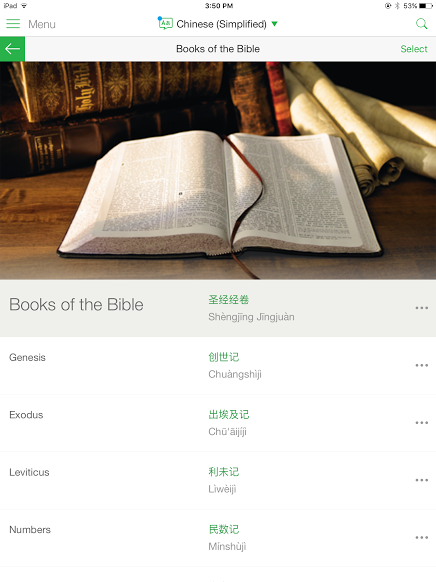 iPad 3:50 PM 53%
Menu Chinese (Simplified)
Books of the Bible Select
Books of the Bible
圣经经卷
Shèngjīng Jīngjuàn
Genesis
创世记
Chuàngshìjì
Exodus
出埃及记
Chū'āijíjì
Leviticus
利未记
Lìwèijì
Numbers
民数记
Mínshùjì